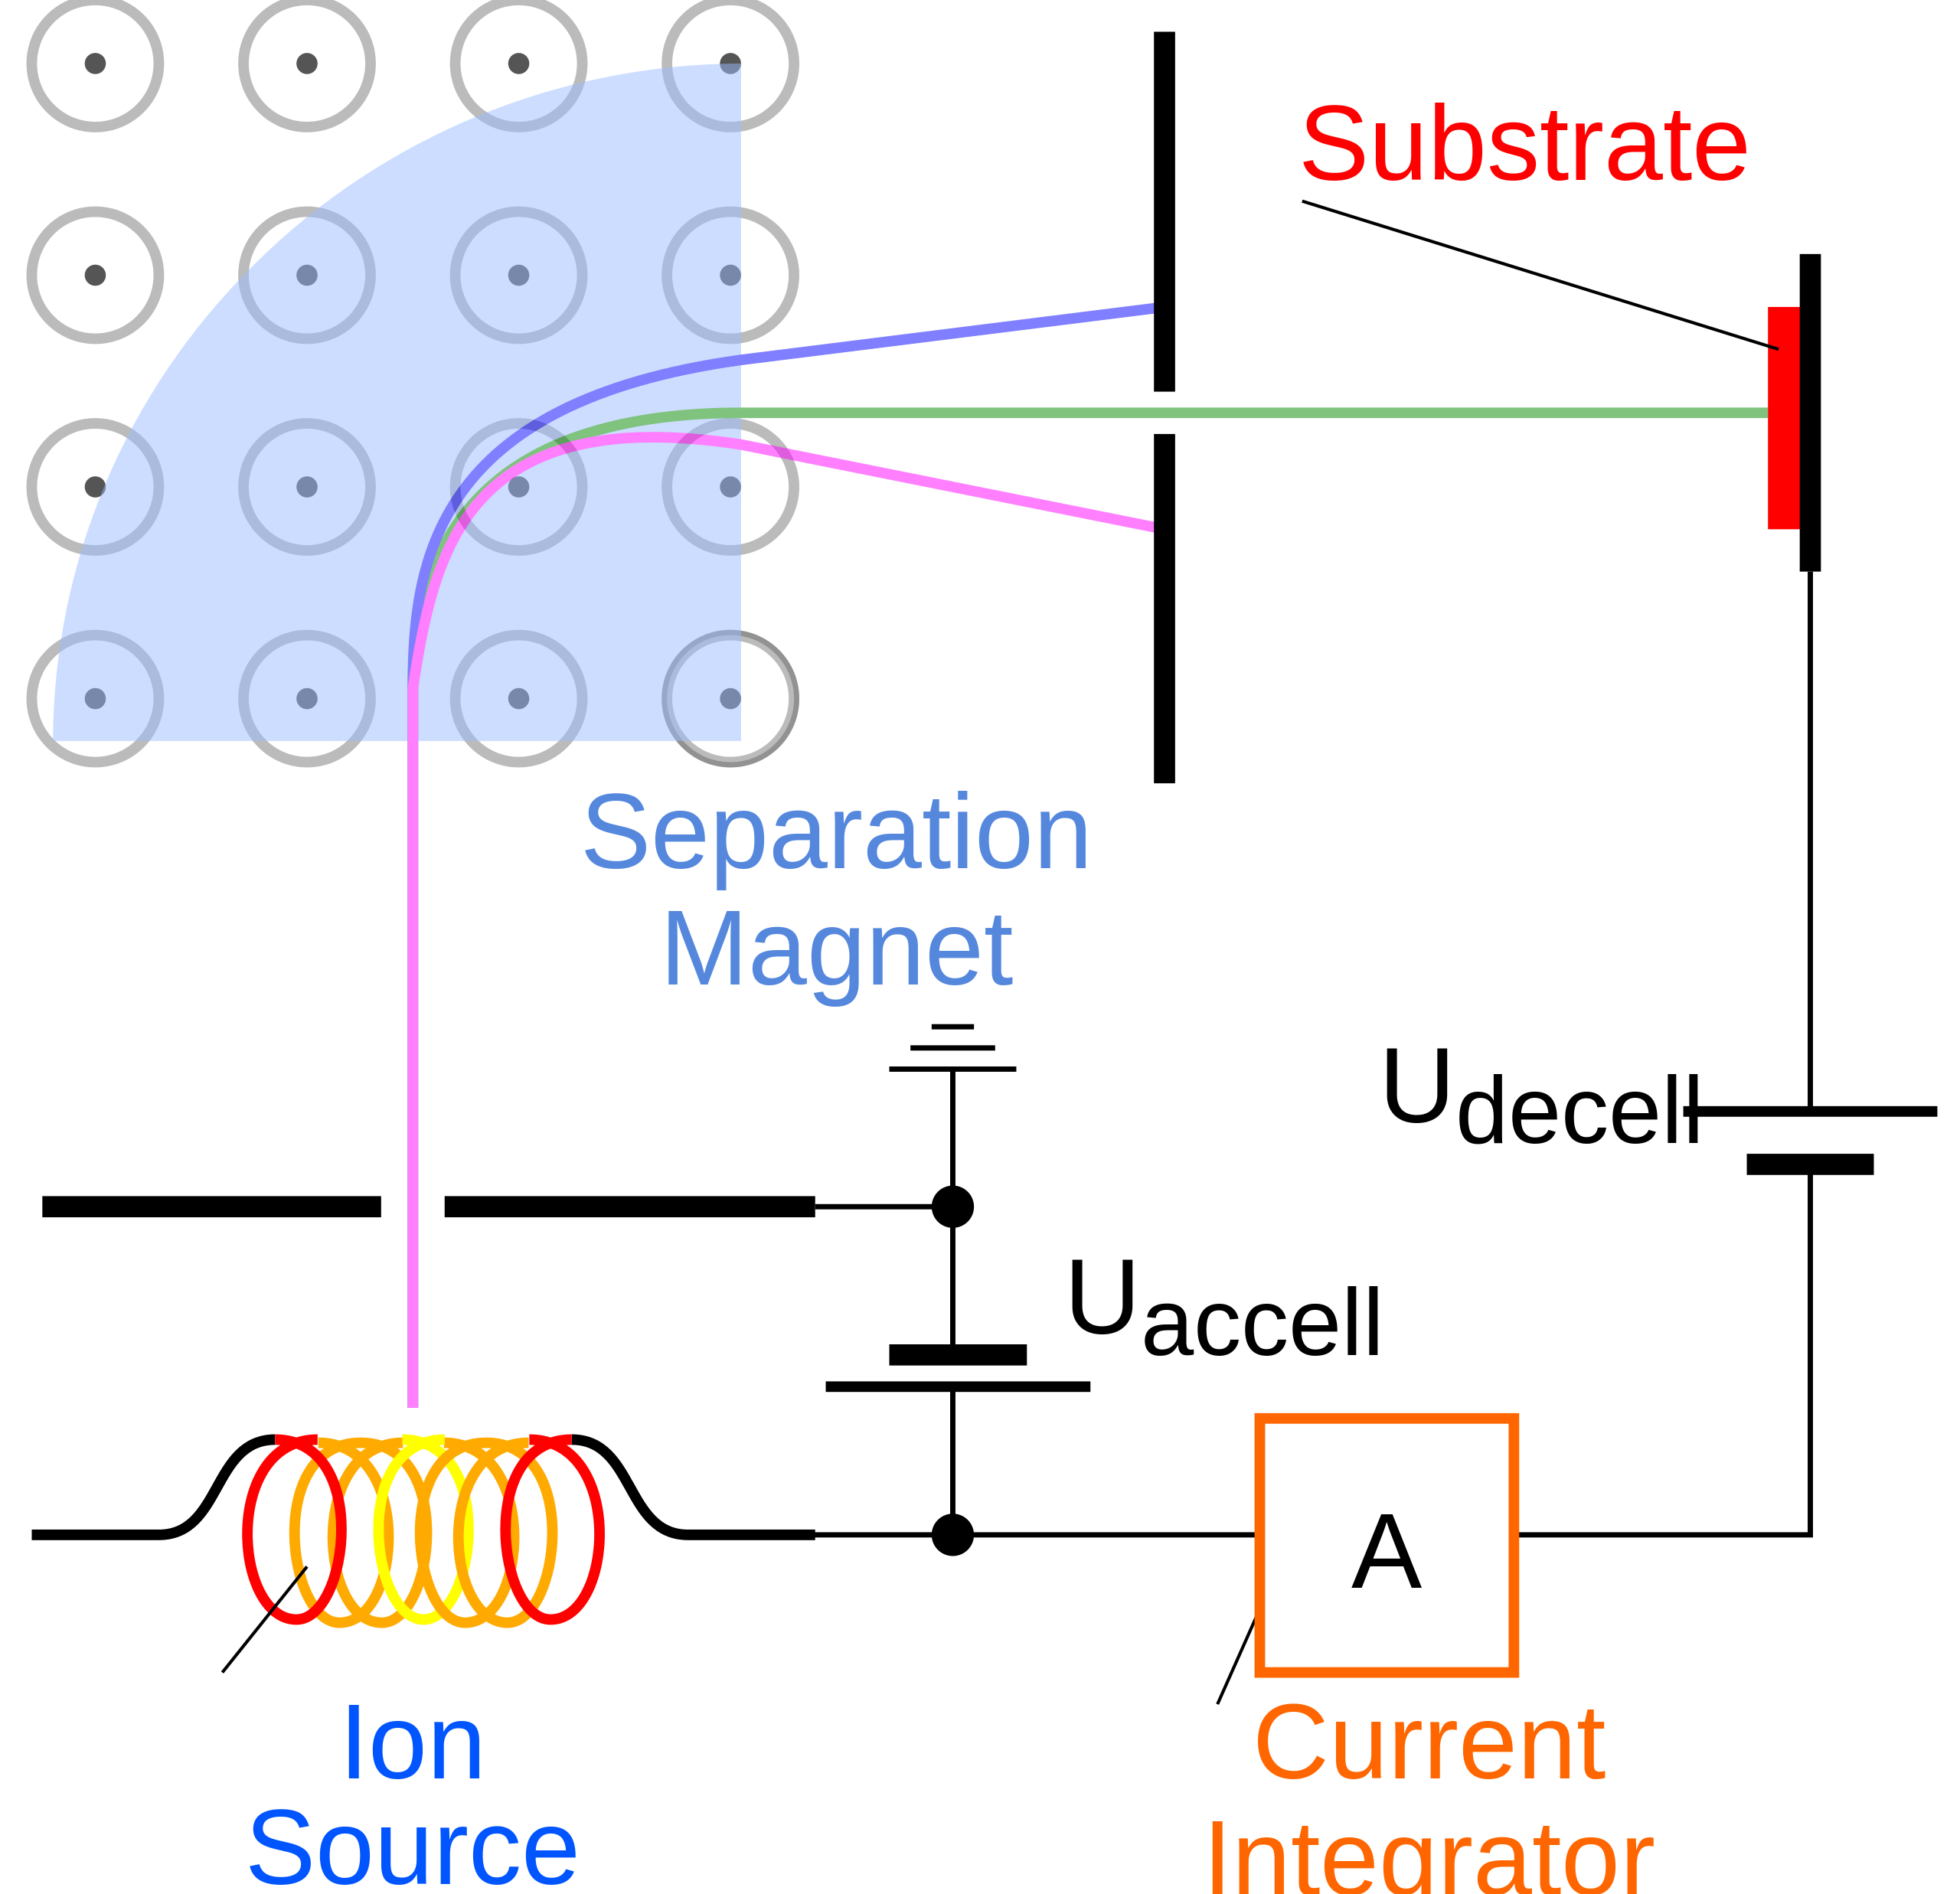 Substrate
Separation
Magnet
Udecell
Uaccell
A
Ion
Source
Current
Integrator